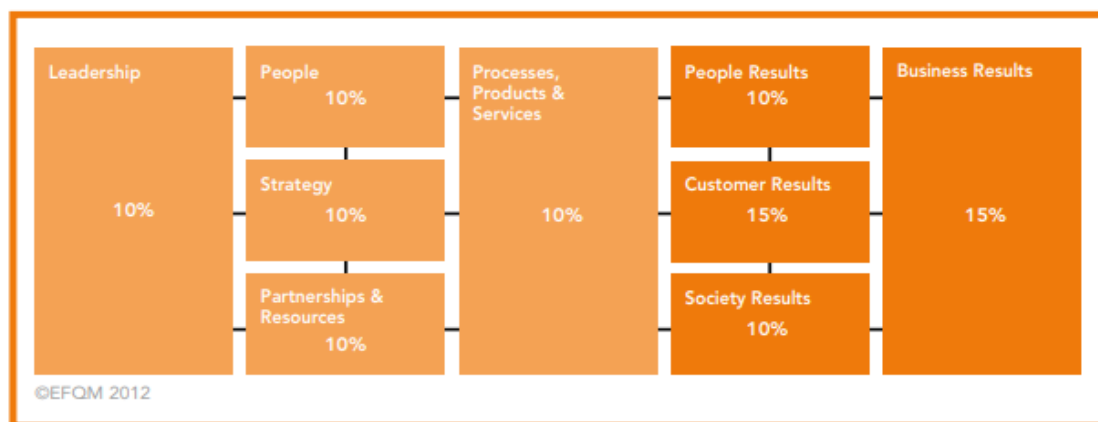 Leadership
10%
People
10%
Strategy
10%
Partnerships &
Resources
10%
Processes,
Products &
Services
10%
People Results
10%
Customer Results
15%
Society Results
10%
Business Results
15%
©EFQM 2012